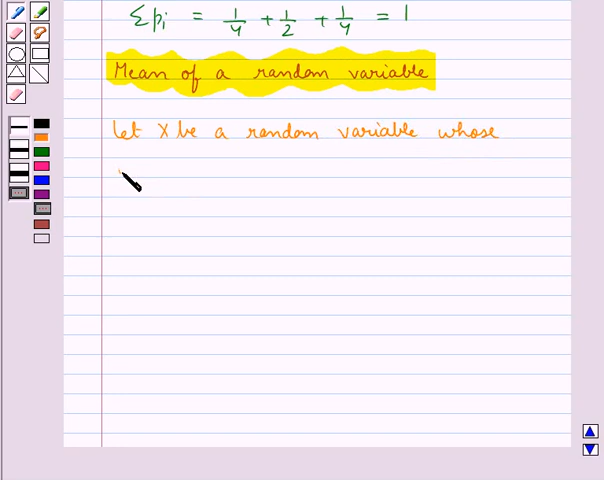 Σpᵢ = 1/4 + 1/2 + 1/4 = 1
Mean of a random variable
Let X be a random variable whose